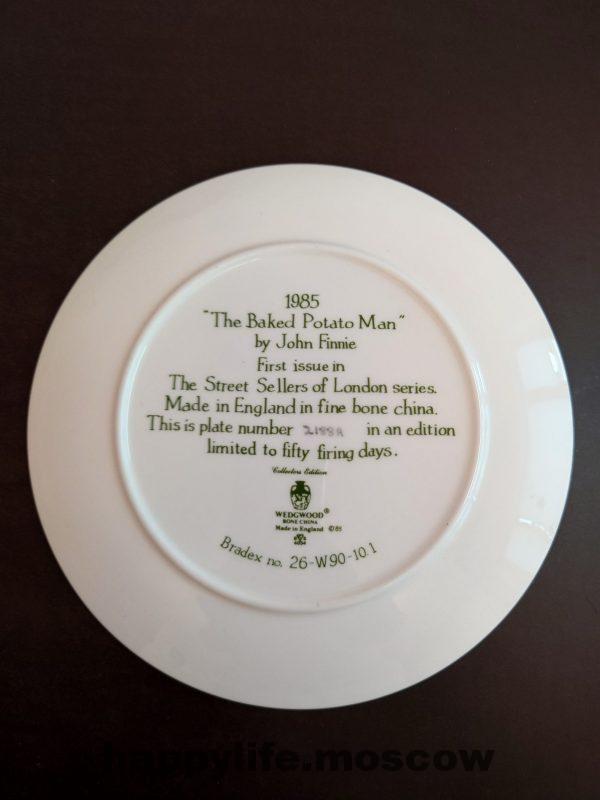 1985
"The Baked Potato Man"
by John Finnie
First issue in
The Street Sellers of London series.
Made in England in fine bone china.
This is plate number 2188A in an edition
limited to fifty firing days.
Collectors Edition
WEDGWOOD®
BONE CHINA
Made in England ©85
Bradex no. 26-W90-10.1
happylife.moscow